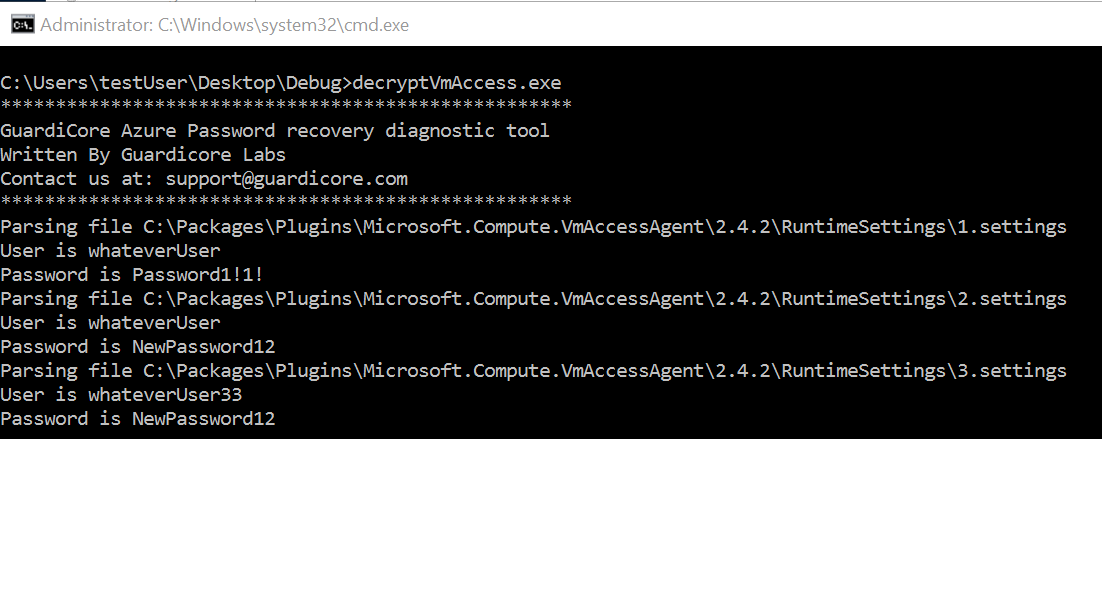 Administrator: C:\Windows\system32\cmd.exe
C:\Users\testUser\Desktop\Debug>decryptVmAccess.exe
****************************************************
GuardiCore Azure Password recovery diagnostic tool
Written By Guardicore Labs
Contact us at: support@guardicore.com
****************************************************
Parsing file C:\Packages\Plugins\Microsoft.Compute.VmAccessAgent\2.4.2\RuntimeSettings\1.settings
User is whateverUser
Password is Password1!1!
Parsing file C:\Packages\Plugins\Microsoft.Compute.VmAccessAgent\2.4.2\RuntimeSettings\2.settings
User is whateverUser
Password is NewPassword12
Parsing file C:\Packages\Plugins\Microsoft.Compute.VmAccessAgent\2.4.2\RuntimeSettings\3.settings
User is whateverUser33
Password is NewPassword12